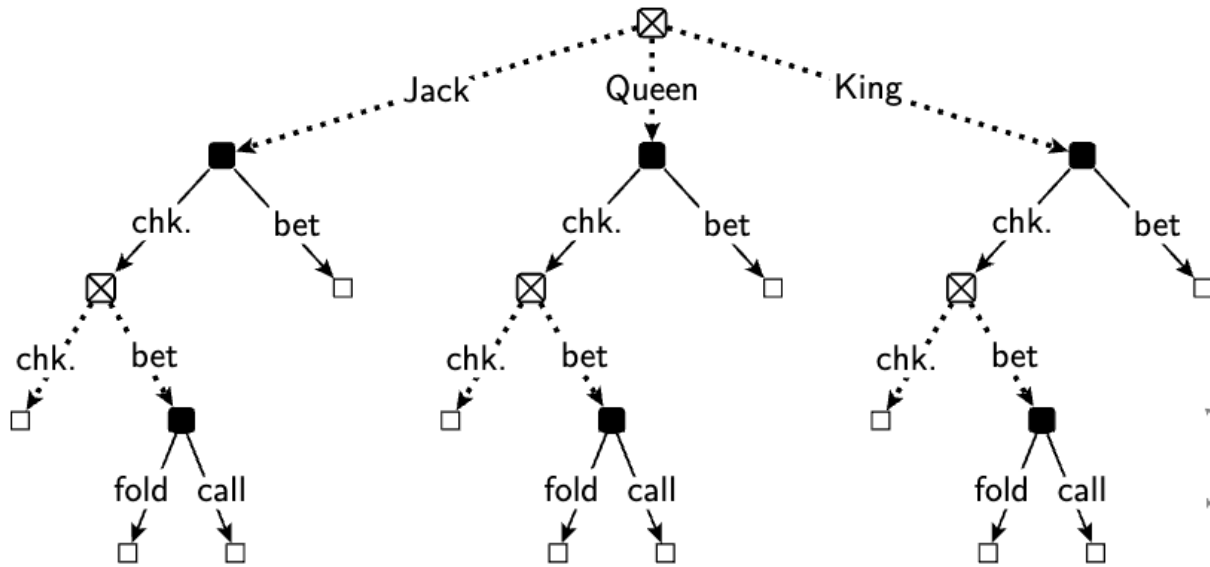 Jack Queen King
chk. bet chk. bet chk. bet
chk. bet chk. bet chk. bet
fold call fold call fold call